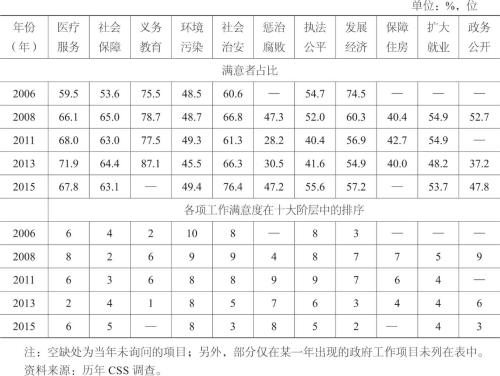 单位：%，位
年份 医疗 社会 义务 环境 社会 惩治 执法 发展 保障 扩大 政务
（年） 服务 保障 教育 污染 治安 腐败 公平 经济 住房 就业 公开
满意者占比
2006 59.5 53.6 75.5 48.5 60.6 — 54.7 74.5 — — —
2008 66.1 65.0 78.7 48.7 66.8 47.3 52.0 60.3 40.4 54.9 52.7
2011 68.0 63.0 77.5 49.3 61.3 28.2 40.4 56.9 42.7 54.9 —
2013 71.9 64.4 87.1 45.5 66.3 30.5 41.6 54.9 40.0 48.2 37.2
2015 67.8 63.1 — 49.4 76.4 47.2 55.6 57.2 — 53.7 47.8
各项工作满意度在十大阶层中的排序
2006 6 4 2 10 8 — 8 3 — — —
2008 8 2 6 9 9 4 8 7 7 5 9
2011 6 3 6 8 8 9 9 7 6 4 —
2013 2 4 1 8 5 7 6 3 4 4 6
2015 6 5 — 8 3 8 5 2 — 4 3
注：空缺处为当年未询问的项目；另外，部分仅在某一年出现的政府工作项目未列在表中。
资料来源：历年 CSS 调查。